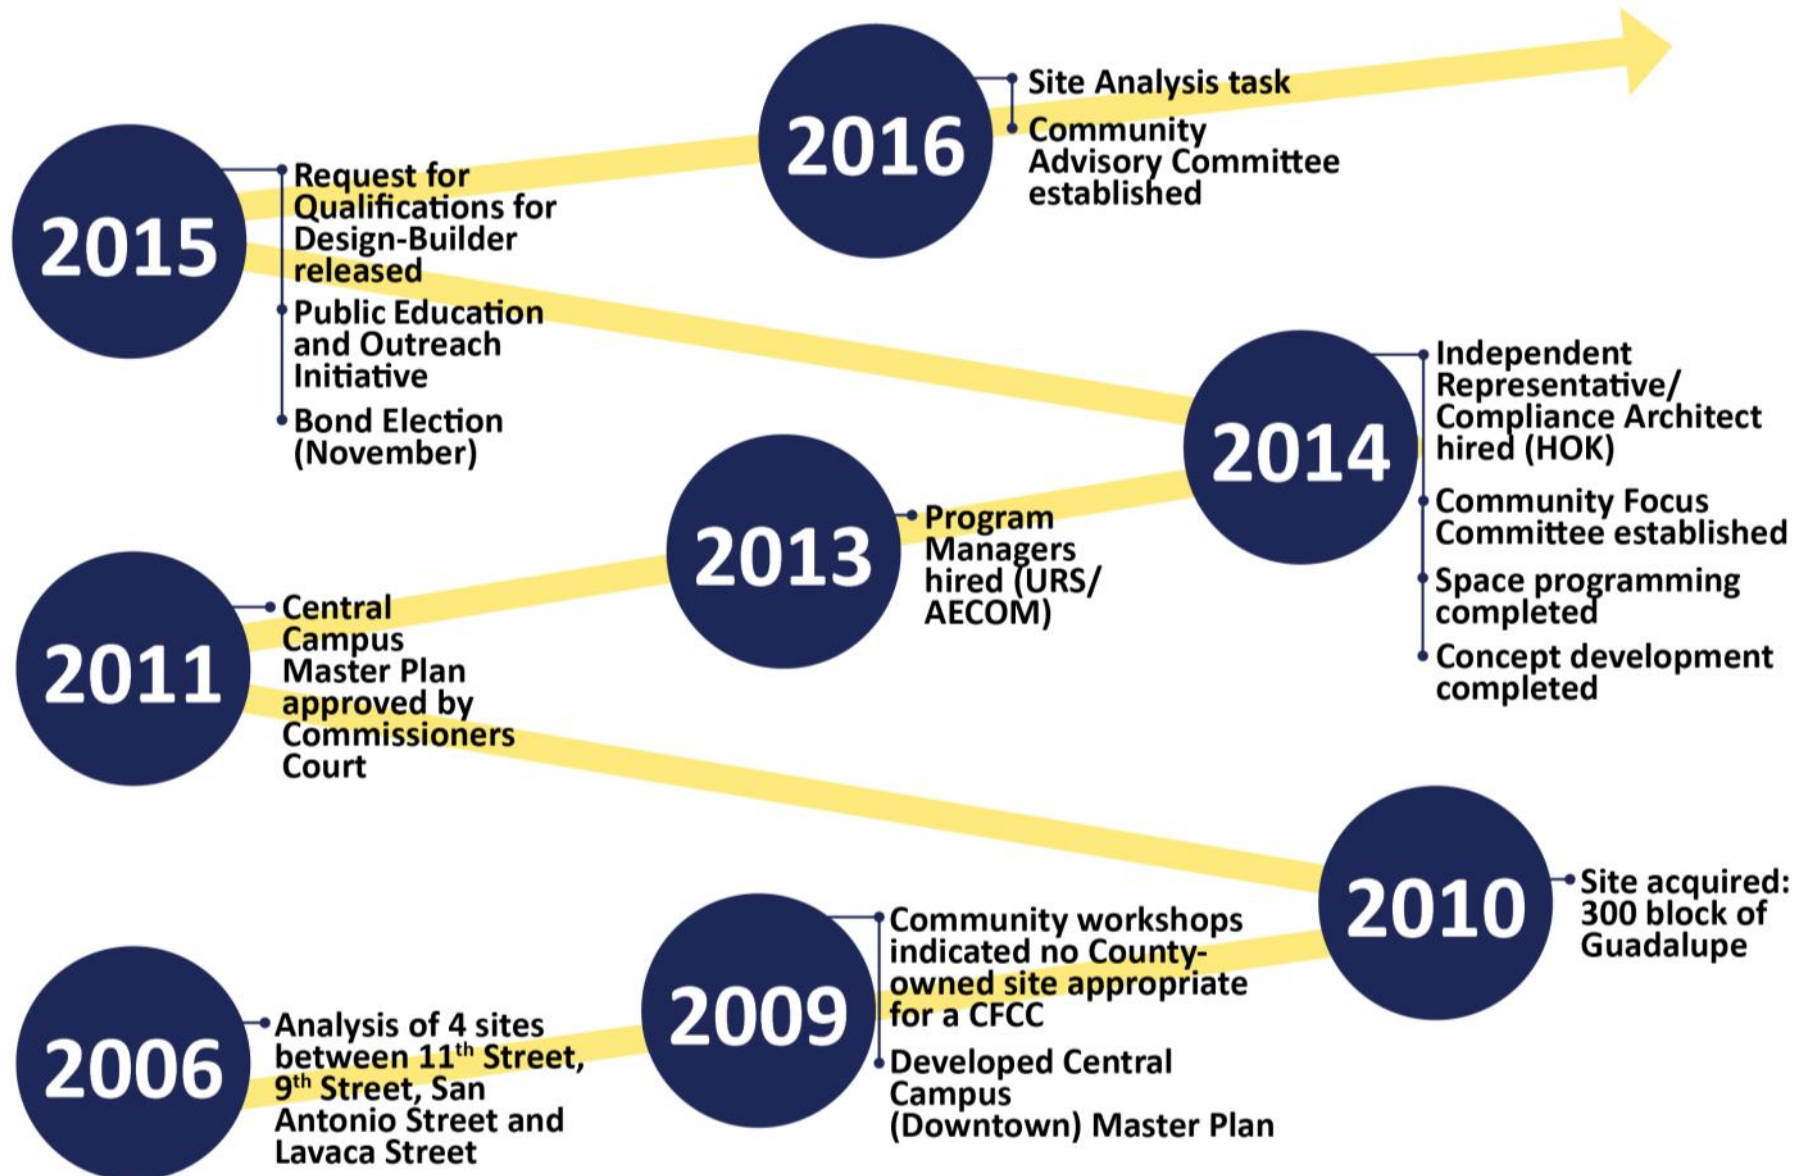 2016
Site Analysis task
Community
Advisory Committee
established
2015
Request for
Qualifications for
Design-Builder
released
Public Education
and Outreach
Initiative
Bond Election
(November)
2014
Independent
Representative/
Compliance Architect
hired (HOK)
Community Focus
Committee established
Space programming
completed
Concept development
completed
2013
Program
Managers
hired (URS/
AECOM)
2011
Central
Campus
Master Plan
approved by
Commissioners
Court
2010
Site acquired:
300 block of
Guadalupe
2009
Community workshops
indicated no County-
owned site appropriate
for a CFCC
Developed Central
Campus
(Downtown) Master Plan
2006
Analysis of 4 sites
between 11th Street,
9th Street, San
Antonio Street and
Lavaca Street